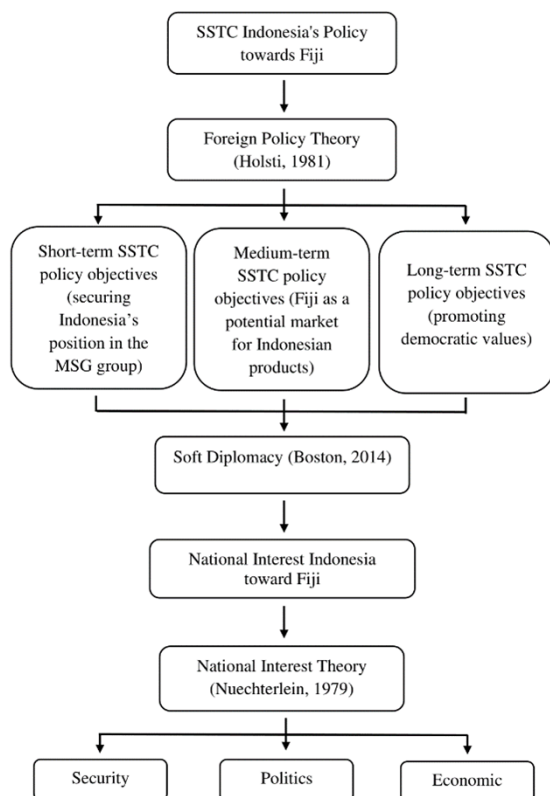 SSTC Indonesia's Policy
towards Fiji
Foreign Policy Theory
(Holsti, 1981)
Short-term SSTC
policy objectives
(securing
Indonesia’s
position in the
MSG group)
Medium-term
SSTC policy
objectives (Fiji as a
potential market
for Indonesian
products)
Long-term SSTC
policy objectives
(promoting
democratic values)
Soft Diplomacy (Boston, 2014)
National Interest Indonesia
toward Fiji
National Interest Theory
(Nuechterlein, 1979)
Security
Politics
Economic